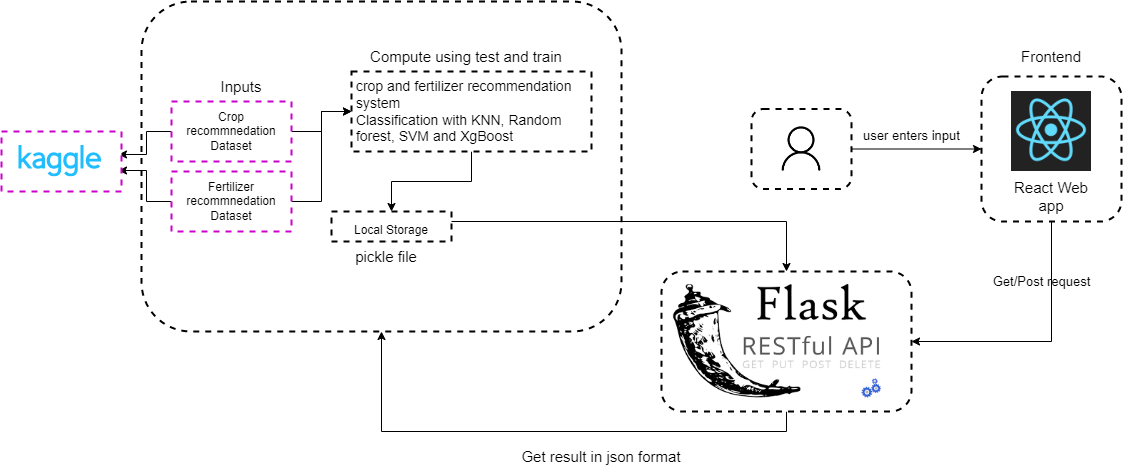 Compute using test and train
Frontend
Inputs
crop and fertilizer recommendation
system
Classification with KNN, Random
forest, SVM and XgBoost
Crop
recommnedation
Dataset
kaggle
Fertilizer
recommnedation
Dataset
user enters input
React Web
app
Local Storage
pickle file
Get/Post request
Flask
RESTful API
GET PUT POST DELETE
Get result in json format